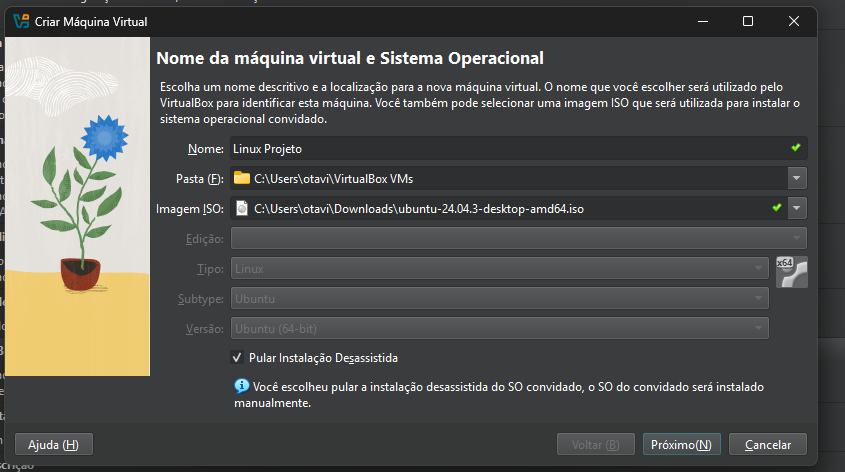 Criar Máquina Virtual
Nome da máquina virtual e Sistema Operacional
Escolha um nome descritivo e a localização para a nova máquina virtual. O nome que você escolher será utilizado pelo
VirtualBox para identificar esta máquina. Você também pode selecionar uma imagem ISO que será utilizada para instalar o
sistema operacional convidado.
Nome: Linux Projeto
Pasta (F): C:\Users\otavi\VirtualBox VMs
Imagem ISO: C:\Users\otavi\Downloads\ubuntu-24.04.3-desktop-amd64.iso
Edição:
Tipo: Linux x64
Subtype: Ubuntu
Versão: Ubuntu (64-bit)
Pular Instalação Desassistida
Você escolheu pular a instalação desassistida do SO convidado, o SO do convidado será instalado
manualmente.
Ajuda (H) Voltar (B) Próximo(N) Cancelar